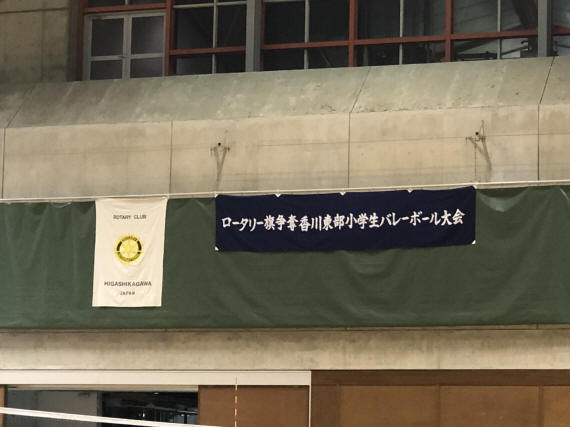 ROTARY CLUB
HIGASHIKAGAWA
JAPAN
ロータリー旗争奪香川東部小学生バレーボール大会